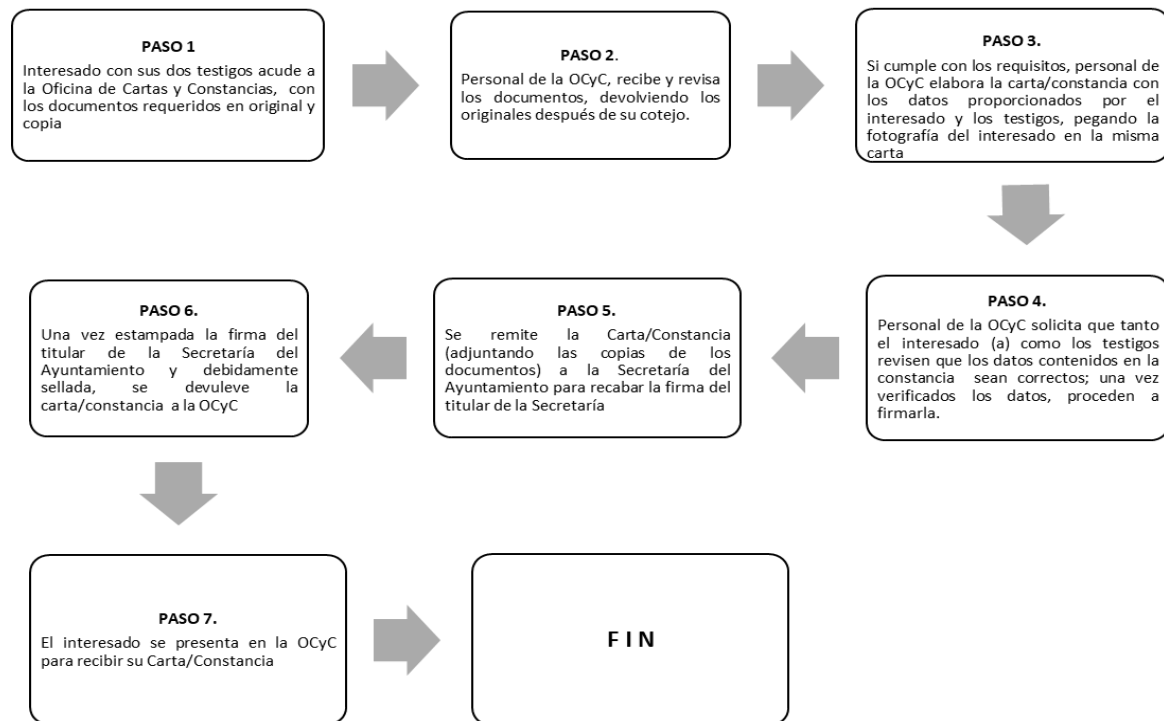 PASO 1
Interesado con sus dos testigos acude a
la Oficina de Cartas y Constancias, con
los documentos requeridos en original y
copia
PASO 2.
Personal de la OCyC, recibe y revisa
los documentos, devolviendo los
originales después de su cotejo.
PASO 3.
Si cumple con los requisitos, personal de
la OCyC elabora la carta/constancia con
los datos proporcionados por el
interesado y los testigos, pegando la
fotografía del interesado en la misma
carta
PASO 4.
Personal de la OCyC solicita que tanto
el interesado (a) como los testigos
revisen que los datos contenidos en la
constancia sean correctos; una vez
verificados los datos, proceden a
firmarla.
PASO 5.
Se remite la Carta/Constancia
(adjuntando las copias de los
documentos) a la Secretaría del
Ayuntamiento para recabar la firma del
titular de la Secretaría
PASO 6.
Una vez estampada la firma del
titular de la Secretaría del
Ayuntamiento y debidamente
sellada, se devuleve la
carta/constancia a la OCyC
PASO 7.
El interesado se presenta en la OCyC
para recibir su Carta/Constancia
F I N